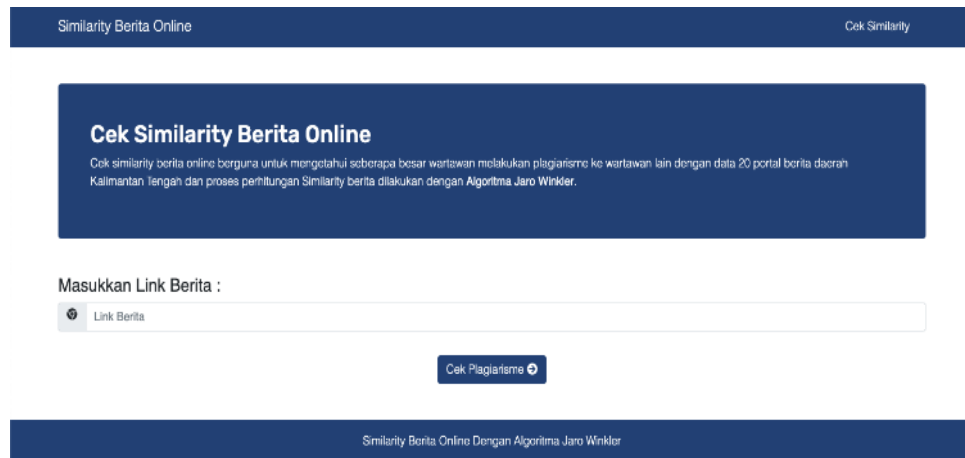 Similarity Berita Online
Cek Similarity
Cek Similarity Berita Online
Cek similarity berita online berguna untuk mengetahui seberapa besar wartawan melakukan plagiarisme ke wartawan lain dengan data 20 portal berita daerah
Kalimantan Tengah dan proses perhitungan Similarity berita dilakukan dengan Algoritma Jaro Winkler.
Masukkan Link Berita :
Link Berita
Cek Plagiarisme
Similarity Berita Online Dengan Algoritma Jaro Winkler